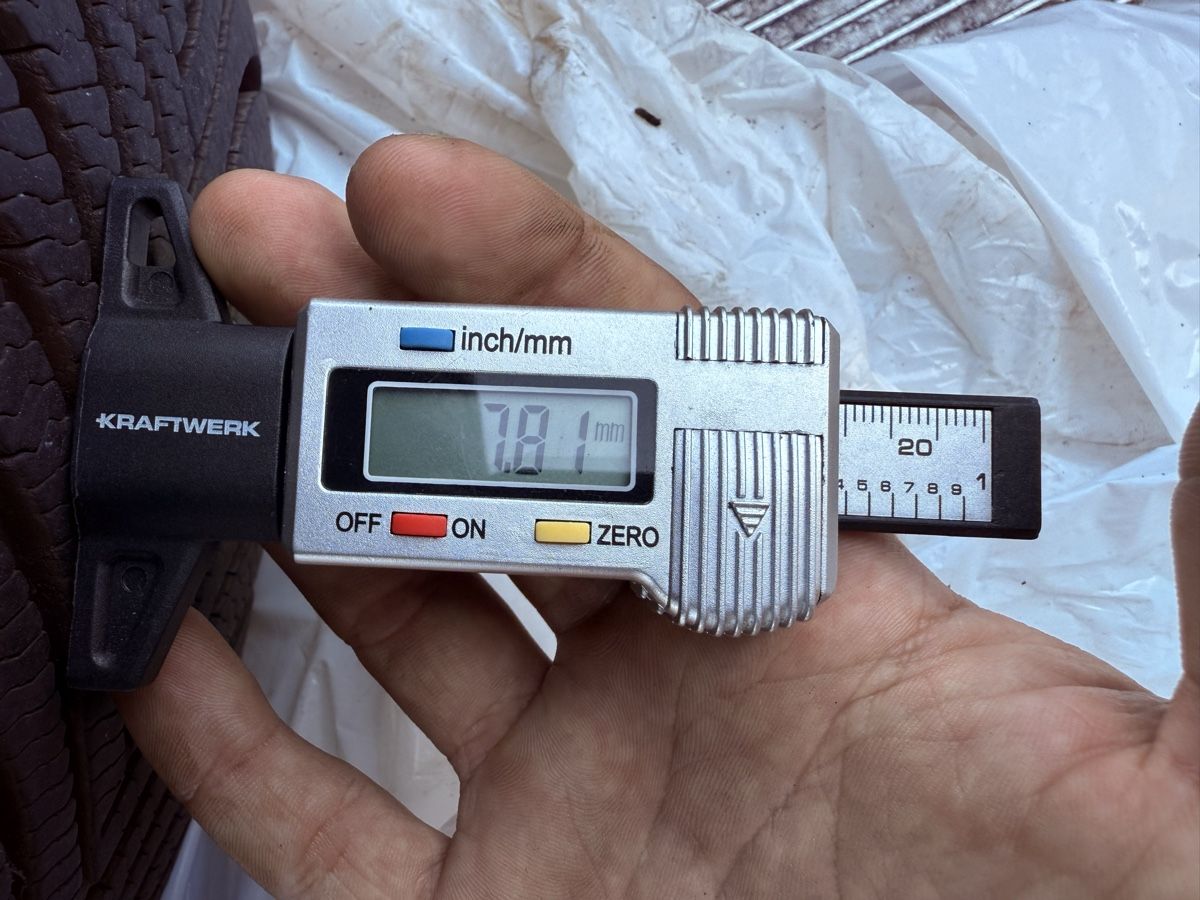 inch/mm
KRAFTWERK
7.81 mm
OFF ON ZERO
20
4 5 6 7 8 9 1